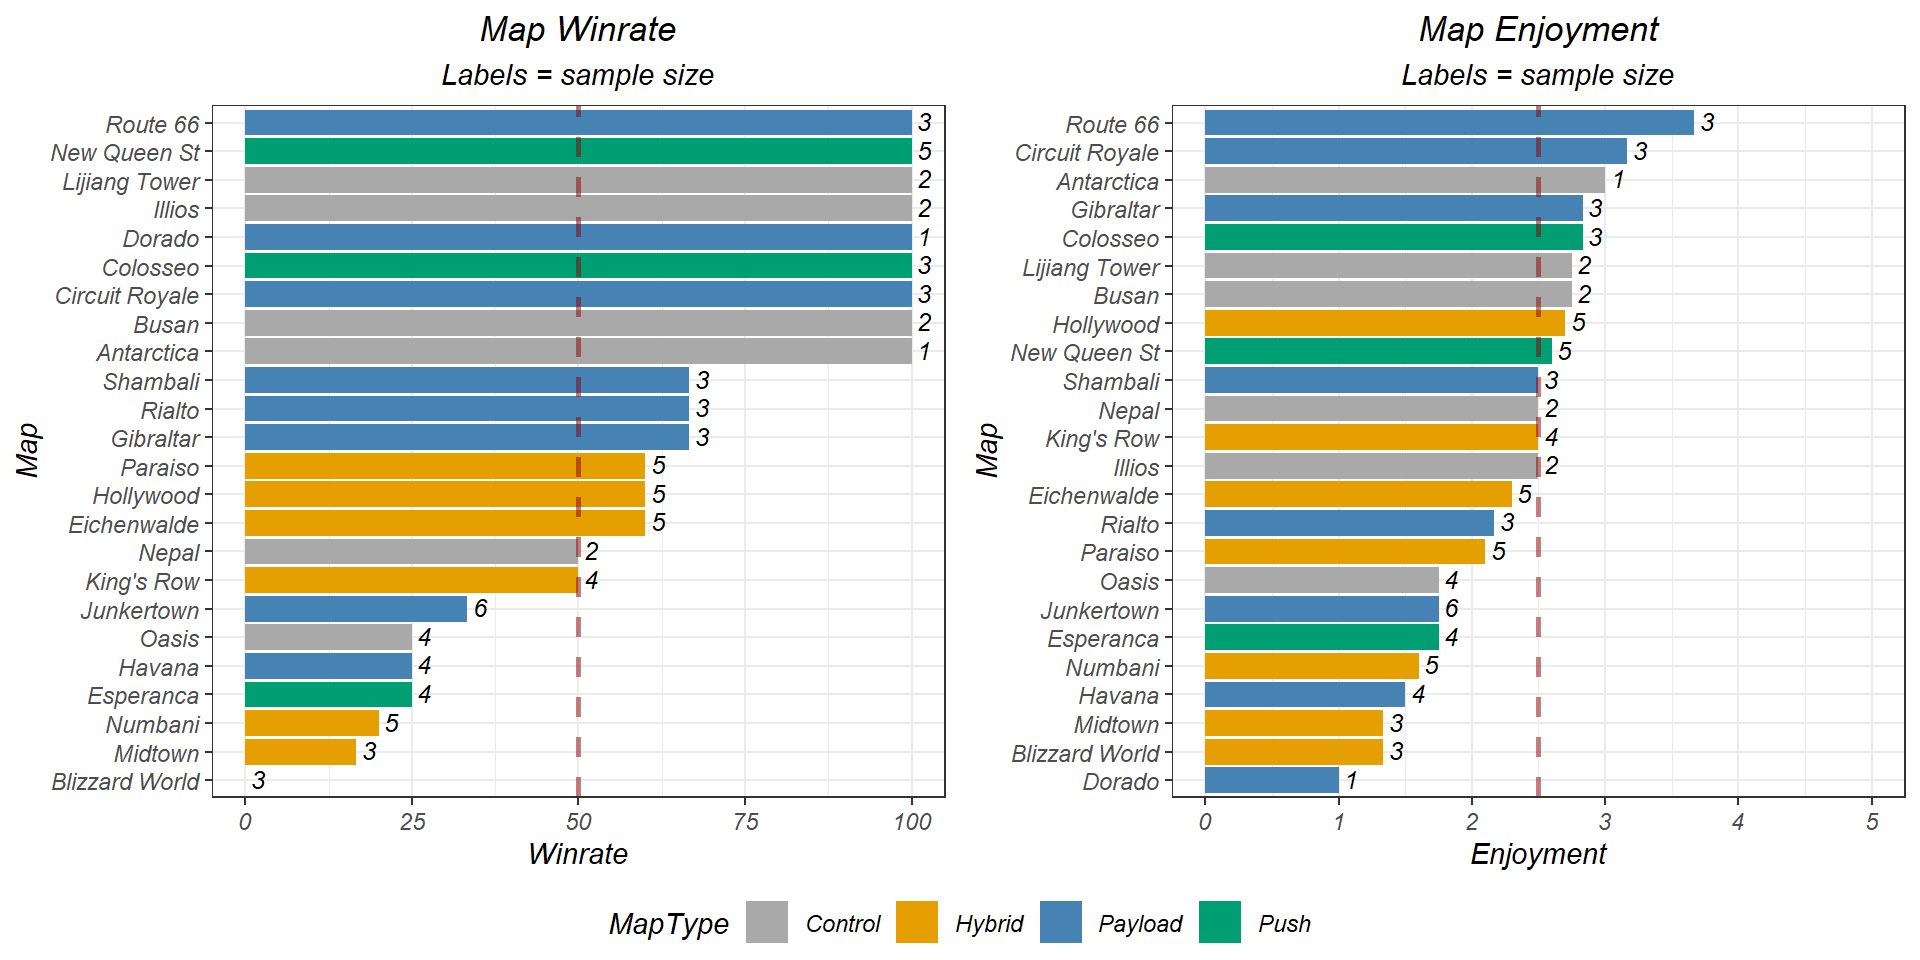 Map Winrate
Labels = sample size
Map
Route 66 3
New Queen St 5
Lijiang Tower 2
Illios 2
Dorado 1
Colosseo 3
Circuit Royale 3
Busan 2
Antarctica 1
Shambali 3
Rialto 3
Gibraltar 3
Paraiso 5
Hollywood 5
Eichenwalde 5
Nepal 2
King's Row 4
Junkertown 6
Oasis 4
Havana 4
Esperanca 4
Numbani 5
Midtown 3
Blizzard World 3
0 25 50 75 100
Winrate
Map Enjoyment
Labels = sample size
Map
Route 66 3
Circuit Royale 3
Antarctica 1
Gibraltar 3
Colosseo 3
Lijiang Tower 2
Busan 2
Hollywood 5
New Queen St 5
Shambali 3
Nepal 2
King's Row 4
Illios 2
Eichenwalde 5
Rialto 3
Paraiso 5
Oasis 4
Junkertown 6
Esperanca 4
Numbani 5
Havana 4
Midtown 3
Blizzard World 3
Dorado 1
0 1 2 3 4 5
Enjoyment
MapType Control Hybrid Payload Push